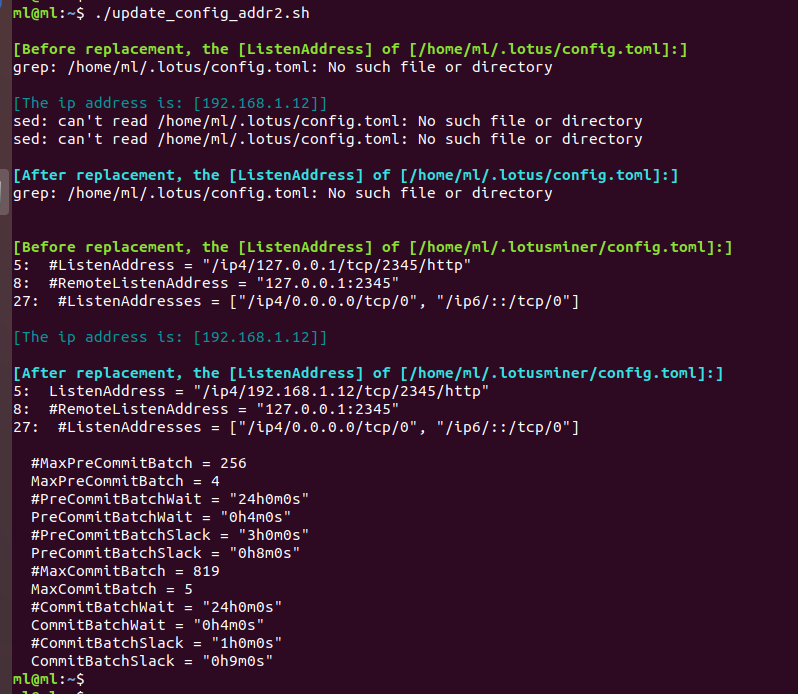 ml@ml:~$ ./update_config_addr2.sh
[Before replacement, the [ListenAddress] of [/home/ml/.lotus/config.toml]:]
grep: /home/ml/.lotus/config.toml: No such file or directory
[The ip address is: [192.168.1.12]]
sed: can't read /home/ml/.lotus/config.toml: No such file or directory
sed: can't read /home/ml/.lotus/config.toml: No such file or directory
[After replacement, the [ListenAddress] of [/home/ml/.lotus/config.toml]:]
grep: /home/ml/.lotus/config.toml: No such file or directory
[Before replacement, the [ListenAddress] of [/home/ml/.lotusminer/config.toml]:]
5:  #ListenAddress = "/ip4/127.0.0.1/tcp/2345/http"
8:  #RemoteListenAddress = "127.0.0.1:2345"
27:  #ListenAddresses = ["/ip4/0.0.0.0/tcp/0", "/ip6/::/tcp/0"]
[The ip address is: [192.168.1.12]]
[After replacement, the [ListenAddress] of [/home/ml/.lotusminer/config.toml]:]
5:  ListenAddress = "/ip4/192.168.1.12/tcp/2345/http"
8:  #RemoteListenAddress = "127.0.0.1:2345"
27:  #ListenAddresses = ["/ip4/0.0.0.0/tcp/0", "/ip6/::/tcp/0"]
#MaxPreCommitBatch = 256
MaxPreCommitBatch = 4
#PreCommitBatchWait = "24h0m0s"
PreCommitBatchWait = "0h4m0s"
#PreCommitBatchSlack = "3h0m0s"
PreCommitBatchSlack = "0h8m0s"
#MaxCommitBatch = 819
MaxCommitBatch = 5
#CommitBatchWait = "24h0m0s"
CommitBatchWait = "0h4m0s"
#CommitBatchSlack = "1h0m0s"
CommitBatchSlack = "0h9m0s"
ml@ml:~$